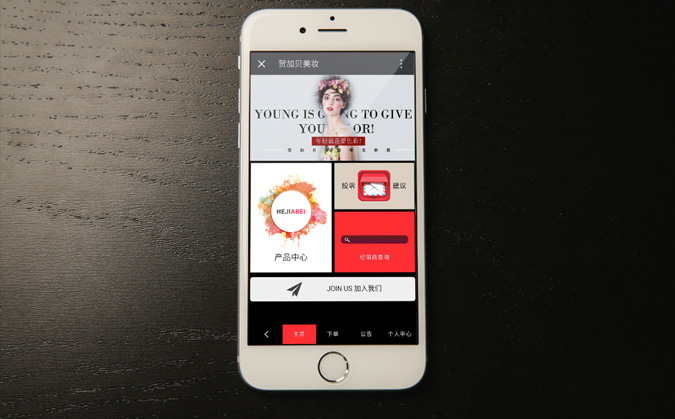 贺加贝美妆
YOUNG IS G NG TO GIVE
YOU OR!
年轻就是要色彩!
HEJIABEI
产品中心
投诉
建议
经销商查询
JOIN US 加入我们
主页
下单
公告
个人中心